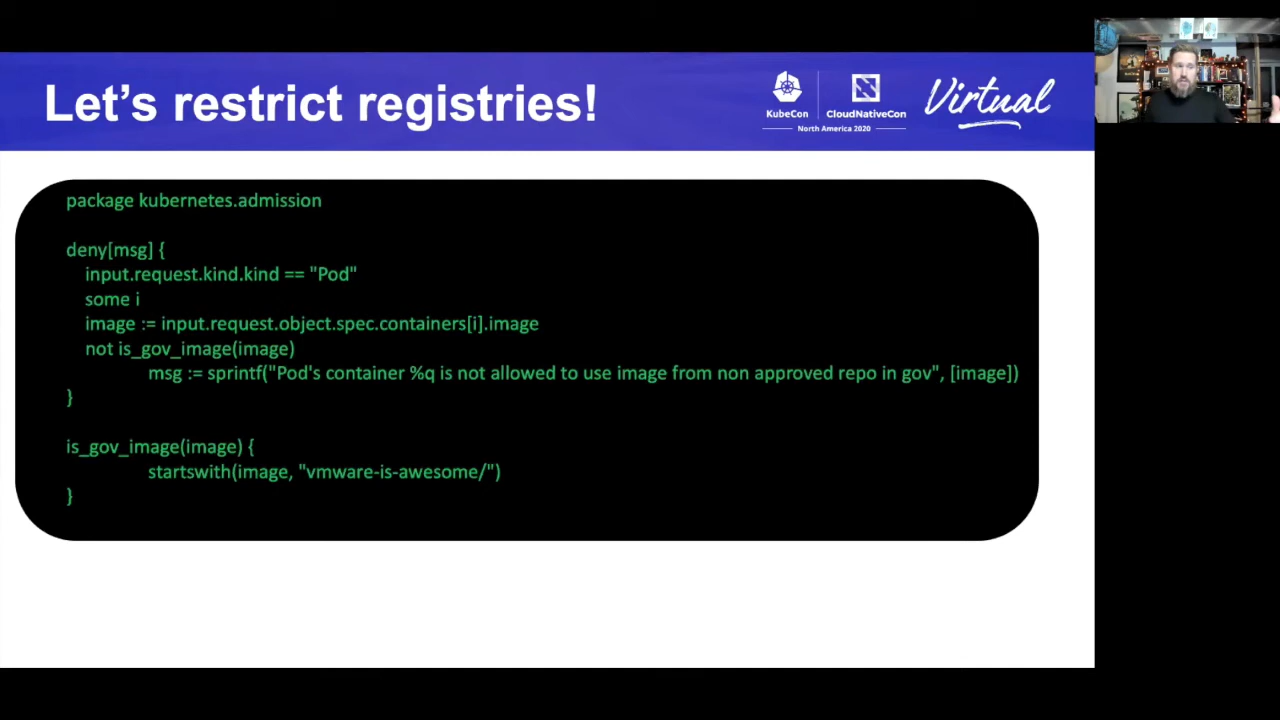 Let's restrict registries!
KubeCon
CloudNativeCon
North America 2020
Virtual
package kubernetes.admission
deny[msg] {
input.request.kind.kind == "Pod"
some i
image := input.request.object.spec.containers[i].image
not is_gov_image(image)
msg := sprintf("Pod's container %q is not allowed to use image from non approved repo in gov", [image])
}
is_gov_image(image) {
startswith(image, "vmware-is-awesome/")
}